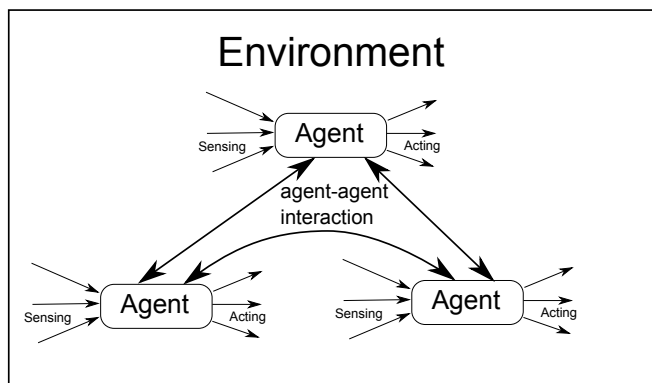 Environment
Sensing
Agent
Acting
agent-agent
interaction
Sensing
Agent
Acting
Sensing
Agent
Acting